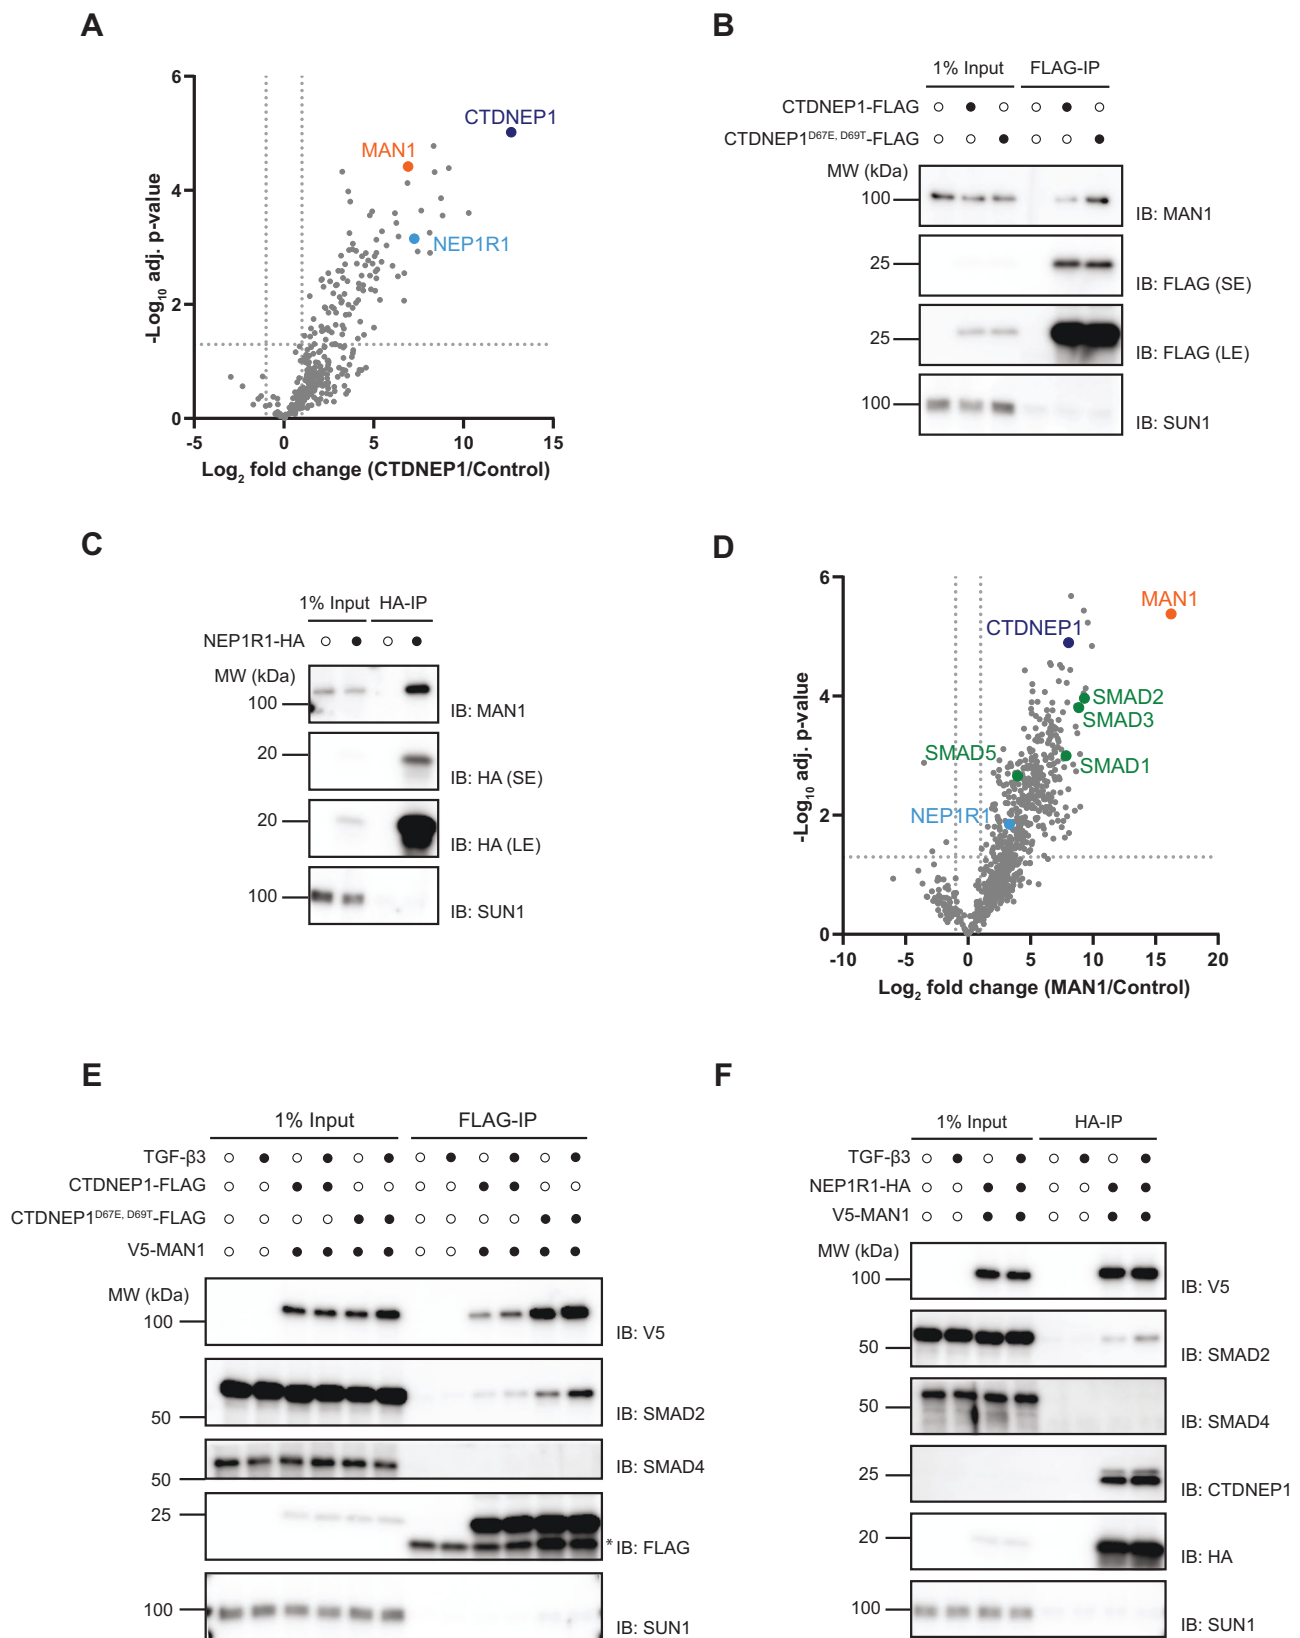 A
6
4
2
0
-5
0
5
10
15
-Log10 adj. p-value
Log2 fold change (CTDNEP1/Control)
CTDNEP1
MAN1
NEP1R1
B
1% Input
FLAG-IP
CTDNEP1-FLAG
CTDNEP1D67E, D69T-FLAG
MW (kDa)
100
IB: MAN1
25
IB: FLAG (SE)
25
IB: FLAG (LE)
100
IB: SUN1
C
1% Input
HA-IP
NEP1R1-HA
MW (kDa)
100
IB: MAN1
20
IB: HA (SE)
20
IB: HA (LE)
100
IB: SUN1
D
6
4
2
0
-10
-5
0
5
10
15
20
-Log10 adj. p-value
Log2 fold change (MAN1/Control)
MAN1
CTDNEP1
SMAD2
SMAD3
SMAD5
SMAD1
NEP1R1
E
1% Input
FLAG-IP
TGF-β3
CTDNEP1-FLAG
CTDNEP1D67E, D69T-FLAG
V5-MAN1
MW (kDa)
100
IB: V5
50
IB: SMAD2
50
IB: SMAD4
25
* IB: FLAG
100
IB: SUN1
F
1% Input
HA-IP
TGF-β3
NEP1R1-HA
V5-MAN1
MW (kDa)
100
IB: V5
50
IB: SMAD2
50
IB: SMAD4
25
IB: CTDNEP1
20
IB: HA
100
IB: SUN1